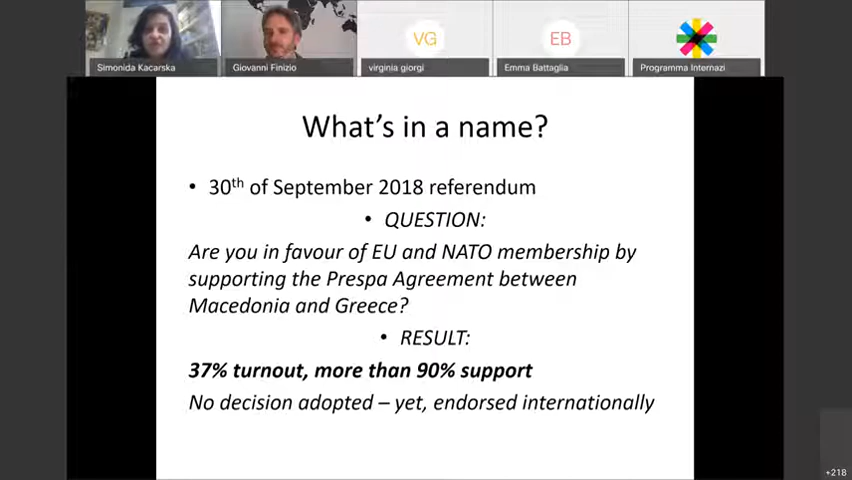 VG
EB
Simonida Kacarska
Giovanni Finizio
virginia giorgi
Emma Battaglia
Programma Internazi
What's in a name?
• 30th of September 2018 referendum
• QUESTION:
Are you in favour of EU and NATO membership by
supporting the Prespa Agreement between
Macedonia and Greece?
• RESULT:
37% turnout, more than 90% support
No decision adopted – yet, endorsed internationally
+218